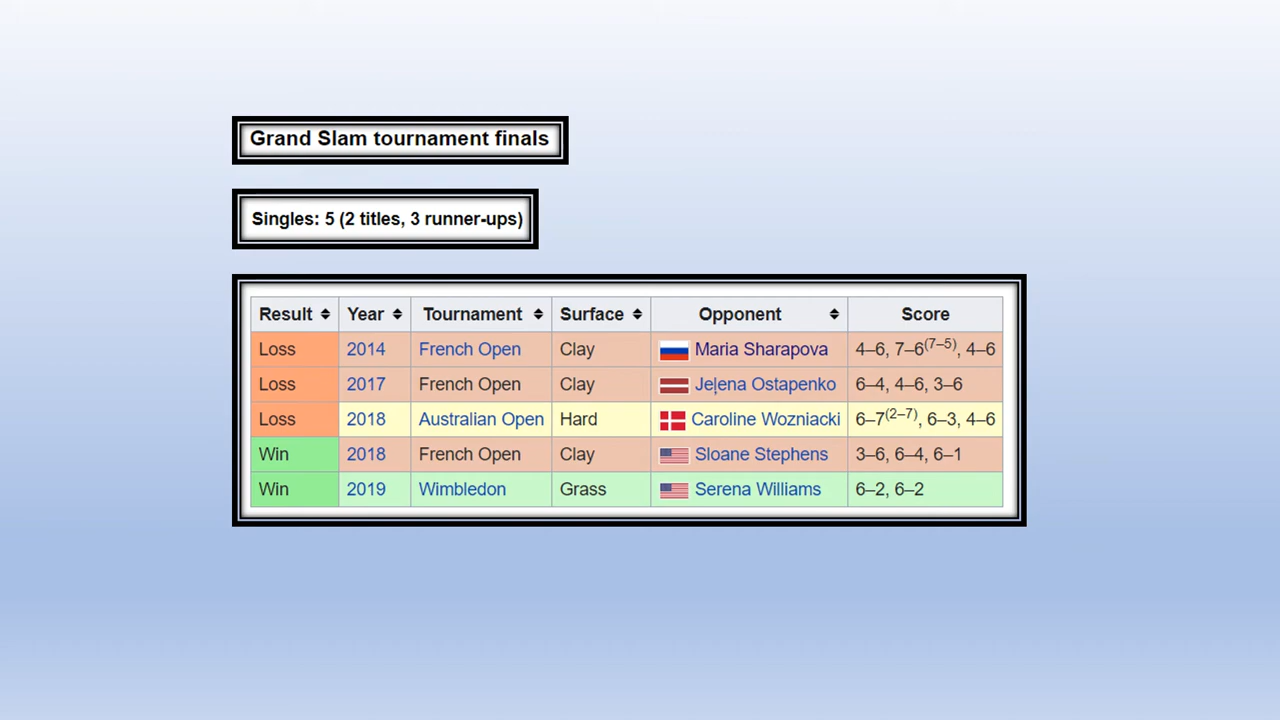 Grand Slam tournament finals
Singles: 5 (2 titles, 3 runner-ups)
Result Year Tournament Surface Opponent Score
Loss 2014 French Open Clay Maria Sharapova 4–6, 7–6(7–5), 4–6
Loss 2017 French Open Clay Jeļena Ostapenko 6–4, 4–6, 3–6
Loss 2018 Australian Open Hard Caroline Wozniacki 6–7(2–7), 6–3, 4–6
Win 2018 French Open Clay Sloane Stephens 3–6, 6–4, 6–1
Win 2019 Wimbledon Grass Serena Williams 6–2, 6–2